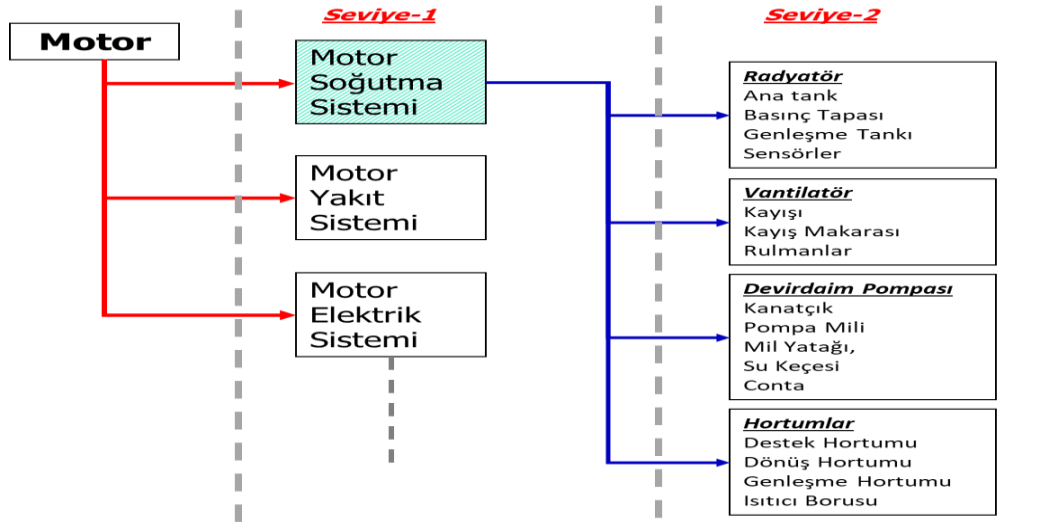 Seviye-1
Seviye-2
Motor
Motor
Soğutma
Sistemi
Motor
Yakıt
Sistemi
Motor
Elektrik
Sistemi
Radyatör
Ana tank
Basınç Tapası
Genleşme Tankı
Sensörler
Vantilatör
Kayışı
Kayış Makarası
Rulmanlar
Devirdaim Pompası
Kanatçık
Pompa Mili
Mil Yatağı,
Su Keçesi
Conta
Hortumlar
Destek Hortumu
Dönüş Hortumu
Genleşme Hortumu
Isıtıcı Borusu